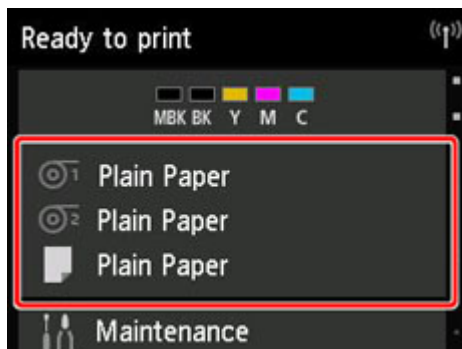 Ready to print
MBK BK Y M C
1 Plain Paper
2 Plain Paper
Plain Paper
Maintenance